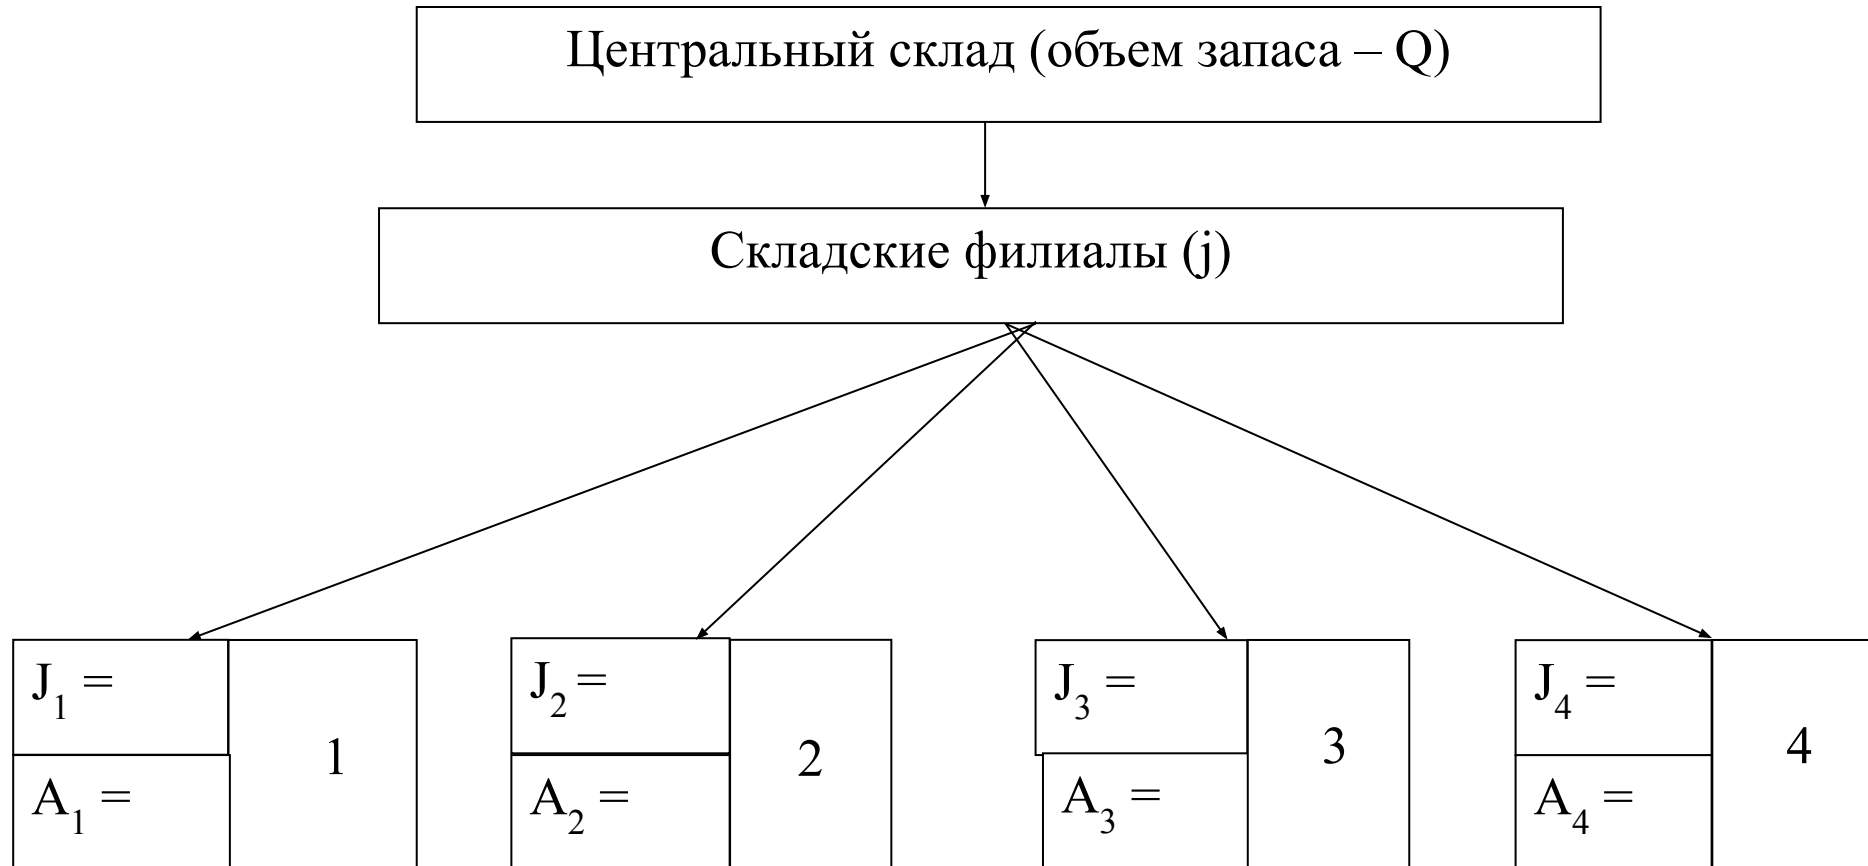 Центральный склад (объем запаса – Q)
Складские филиалы (j)
J₁ =
A₁ =
1
J₂ =
A₂ =
2
J₃ =
A₃ =
3
J₄ =
A₄ =
4